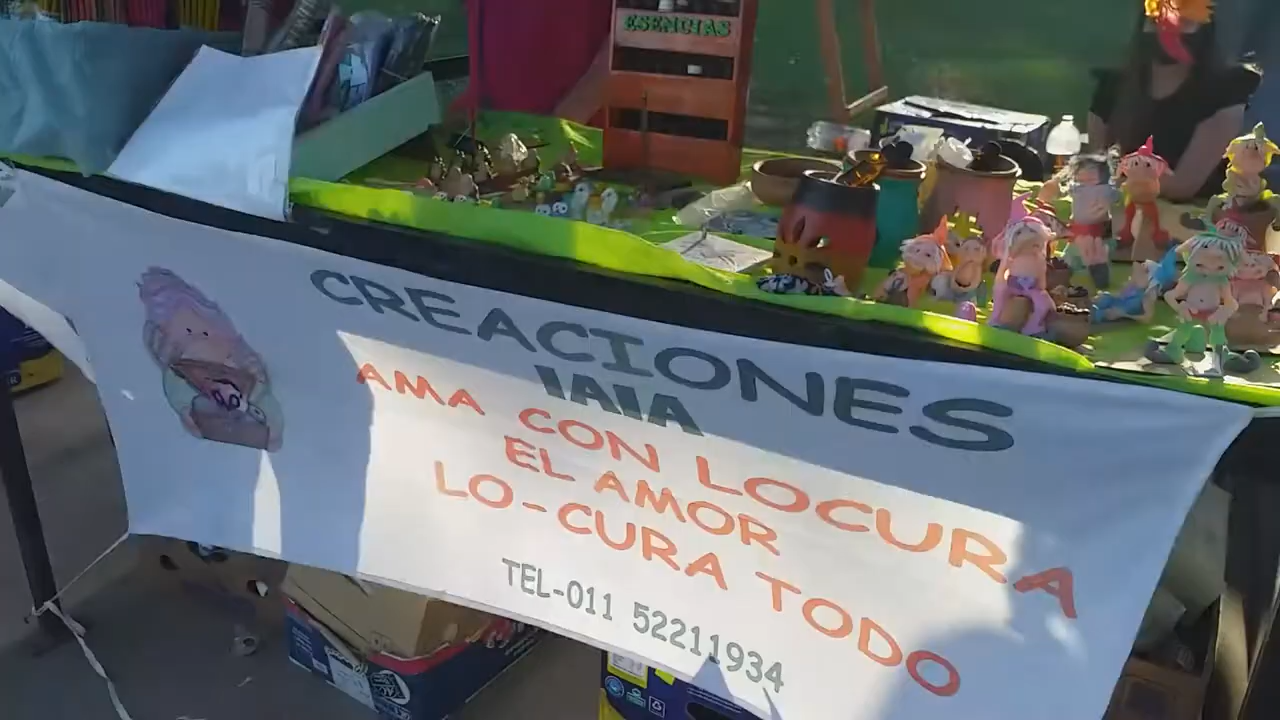 ESENCIAS
CREACIONES
IAIA
AMA CON LOCURA
EL AMOR
LO-CURA TODO
TEL-011 52211934